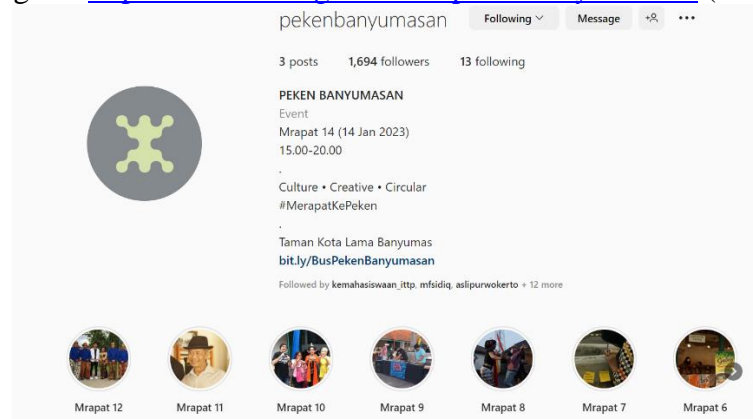 pekenbanyumasan Following Message
3 posts 1,694 followers 13 following
PEKEN BANYUMASAN
Event
Mrapat 14 (14 Jan 2023)
15.00-20.00
.
Culture • Creative • Circular
#MerapatKePeken
.
Taman Kota Lama Banyumas
bit.ly/BusPekenBanyumasan
Followed by kemahasiswaan_ittp, mfsidiq, aslipurwokerto + 12 more
Mrapat 12 Mrapat 11 Mrapat 10 Mrapat 9 Mrapat 8 Mrapat 7 Mrapat 6